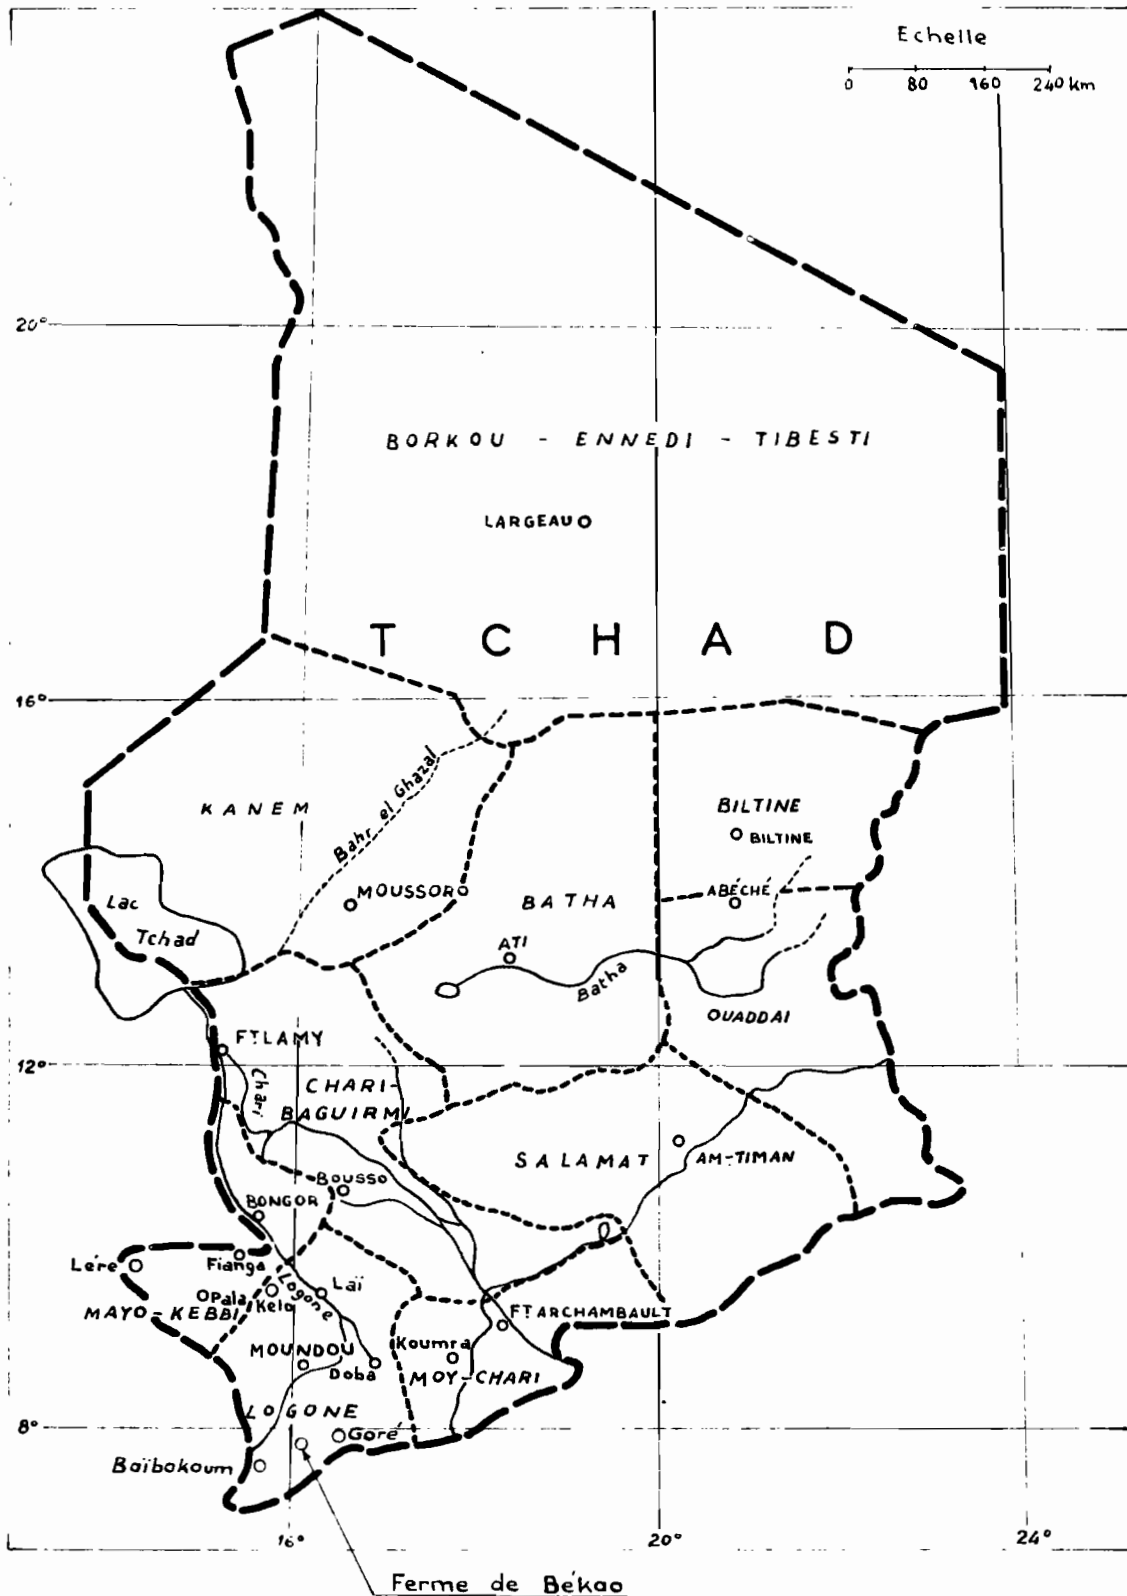 Echelle
0 80 160 240 km
20°
BORKOU - ENNEDI - TIBESTI
LARGEAU
TCHAD
16°
KANEM
Bahr el Ghazal
BILTINE
BILTINE
MOUSSORO
BATHA
ABÉCHÉ
Lac
Tchad
ATI
Batha
OUADDAI
FT LAMY
12°
Chari
CHARI-
BAGUIRMI
SALAMAT
AM-TIMAN
Bousso
BONGOR
Lére
Fianga
Pala
Kelo
Logone
Laï
MAYO-KEBBI
FT ARCHAMBAULT
MOUNDOU
Doba
Koumra
MOY-CHARI
LOGONE
8°
Goré
Baïbokoum
16° 20° 24°
Ferme de Békao